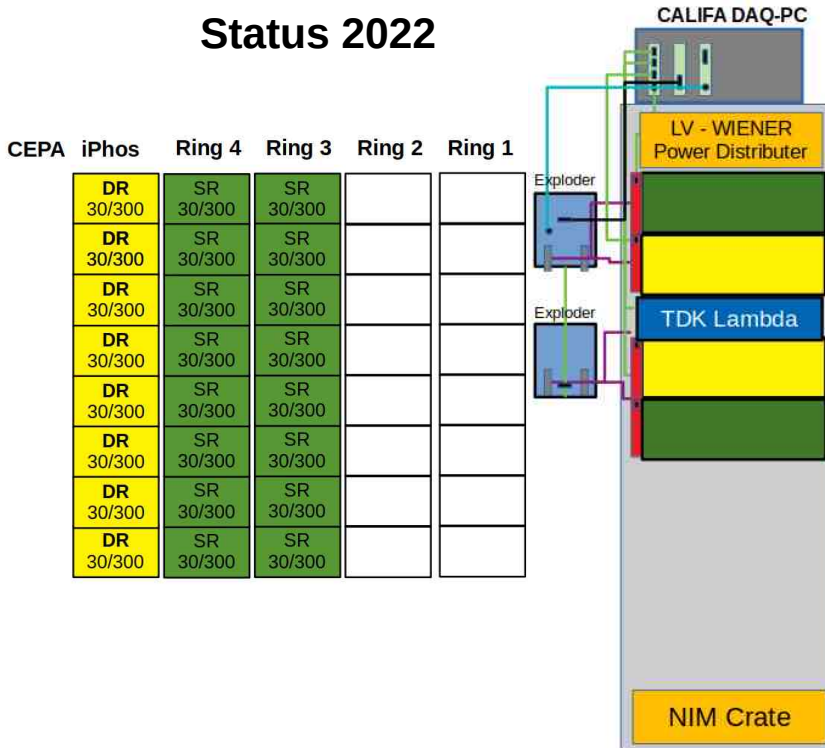 Status 2022
CALIFA DAQ-PC
LV - WIENER
Power Distributer
CEPA iPhos Ring 4 Ring 3 Ring 2 Ring 1
DR SR SR
30/300 30/300 30/300
DR SR SR
30/300 30/300 30/300
DR SR SR
30/300 30/300 30/300
DR SR SR
30/300 30/300 30/300
DR SR SR
30/300 30/300 30/300
DR SR SR
30/300 30/300 30/300
DR SR SR
30/300 30/300 30/300
DR SR SR
30/300 30/300 30/300
Exploder
Exploder
TDK Lambda
NIM Crate